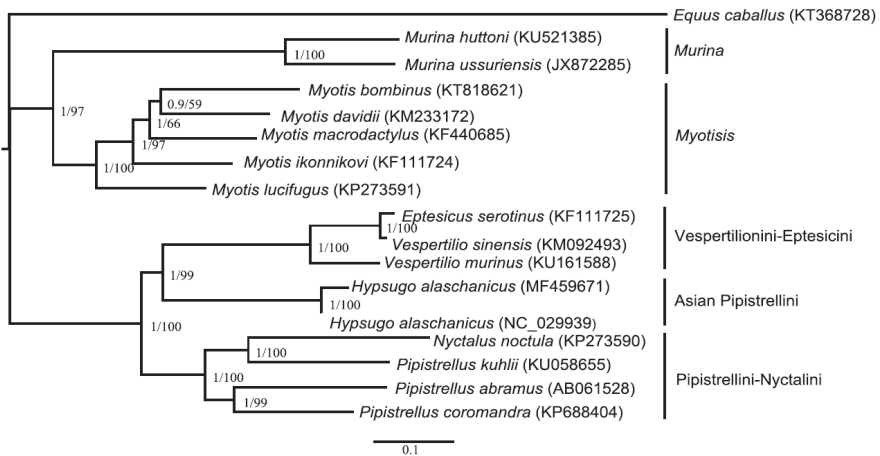 Equus caballus (KT368728)
Murina huttoni (KU521385)
Murina
1/100
Murina ussuriensis (JX872285)
Myotis bombinus (KT818621)
0.9/59
1/97
Myotis davidii (KM233172)
1/66
Myotis macrodactylus (KF440685)
Myotisis
1/97
Myotis ikonnikovi (KF111724)
1/100
Myotis lucifugus (KP273591)
Eptesicus serotinus (KF111725)
1/100
Vespertilionini-Eptesicini
1/100
Vespertilio sinensis (KM092493)
Vespertilio murinus (KU161588)
1/99
Hypsugo alaschanicus (MF459671)
Asian Pipistrellini
1/100
Hypsugo alaschanicus (NC_029939)
1/100
Nyctalus noctula (KP273590)
1/100
Pipistrellus kuhlii (KU058655)
1/100
Pipistrellini-Nyctalini
Pipistrellus abramus (AB061528)
1/99
Pipistrellus coromandra (KP688404)
0.1